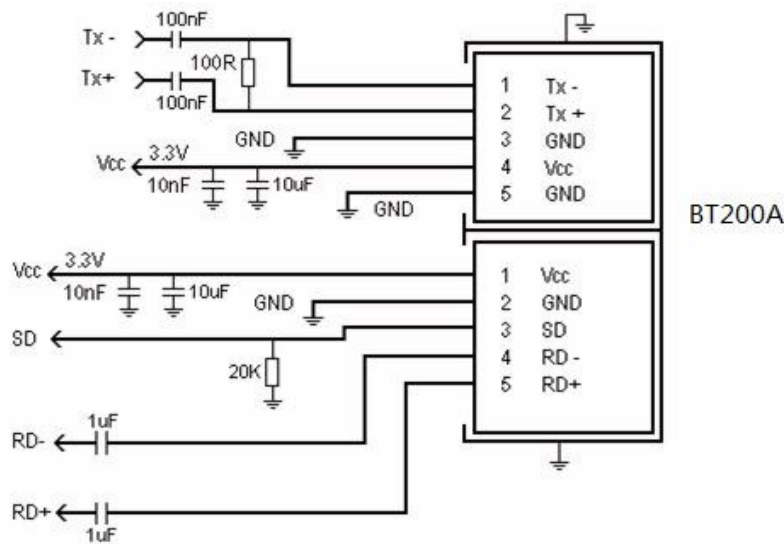 100nF
Tx -
100R
Tx+
100nF
1 Tx -
2 Tx +
3 GND
4 Vcc
5 GND
GND
Vcc 3.3V
10nF 10uF
GND
BT200A
Vcc 3.3V
10nF 10uF
GND
SD
20K
1 Vcc
2 GND
3 SD
4 RD -
5 RD+
1uF
RD-
RD+
1uF